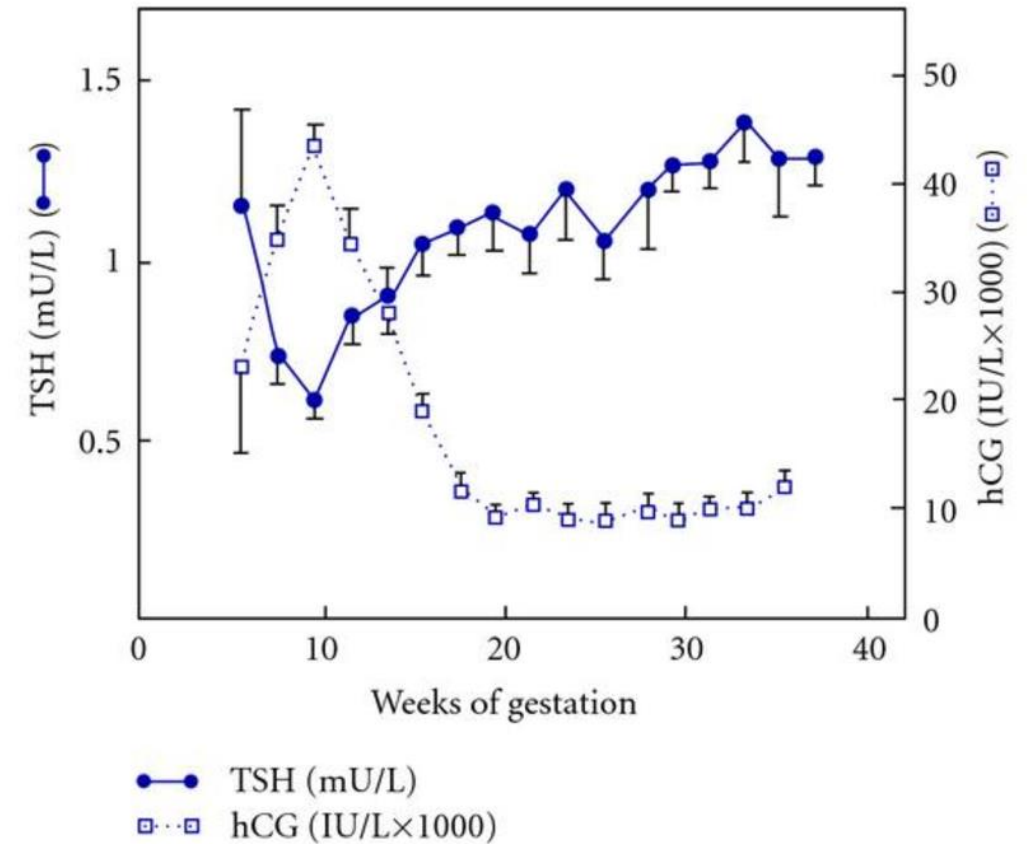 1.5
1
0.5
TSH (mU/L) ( )
50
40
30
20
10
0
hCG (IU/L×1000) ( )
0
10
20
30
40
Weeks of gestation
TSH (mU/L)
hCG (IU/L×1000)